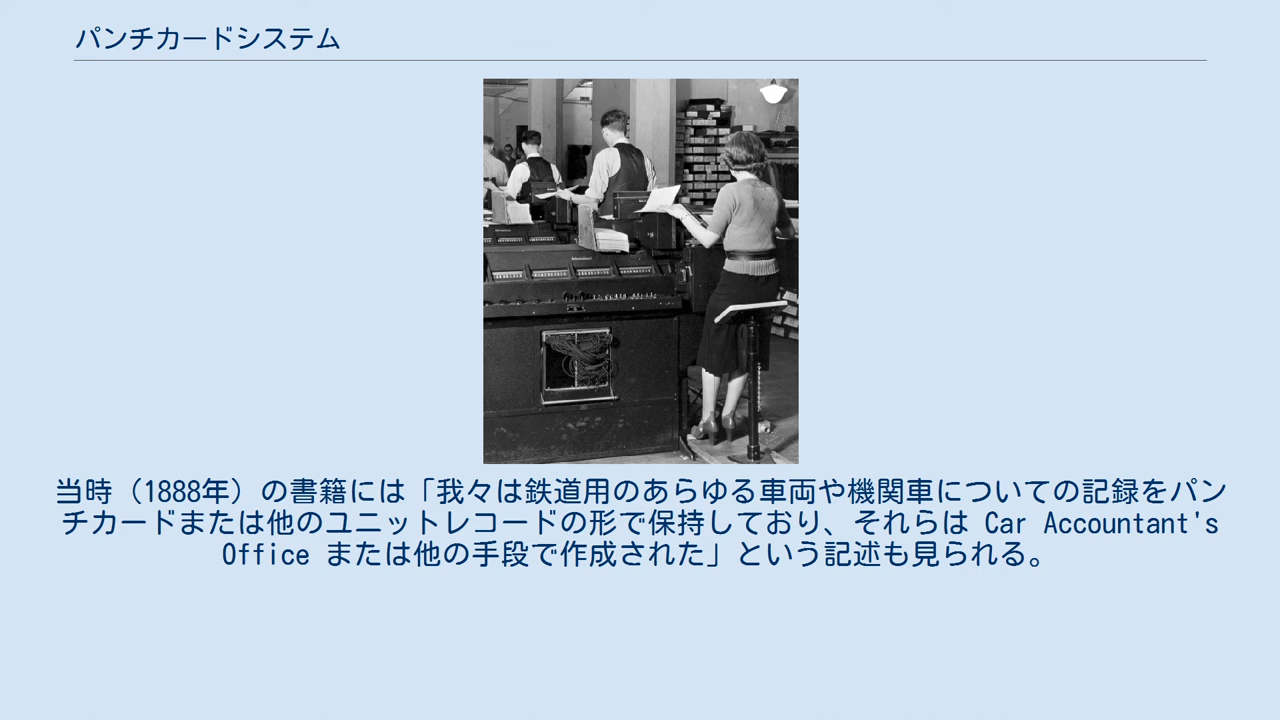 パンチカードシステム
当時（1888年）の書籍には「我々は鉄道用のあらゆる車両や機関車についての記録をパン
チカードまたは他のユニットレコードの形で保持しており、それらは Car Accountant's
Office または他の手段で作成された」という記述も見られる。